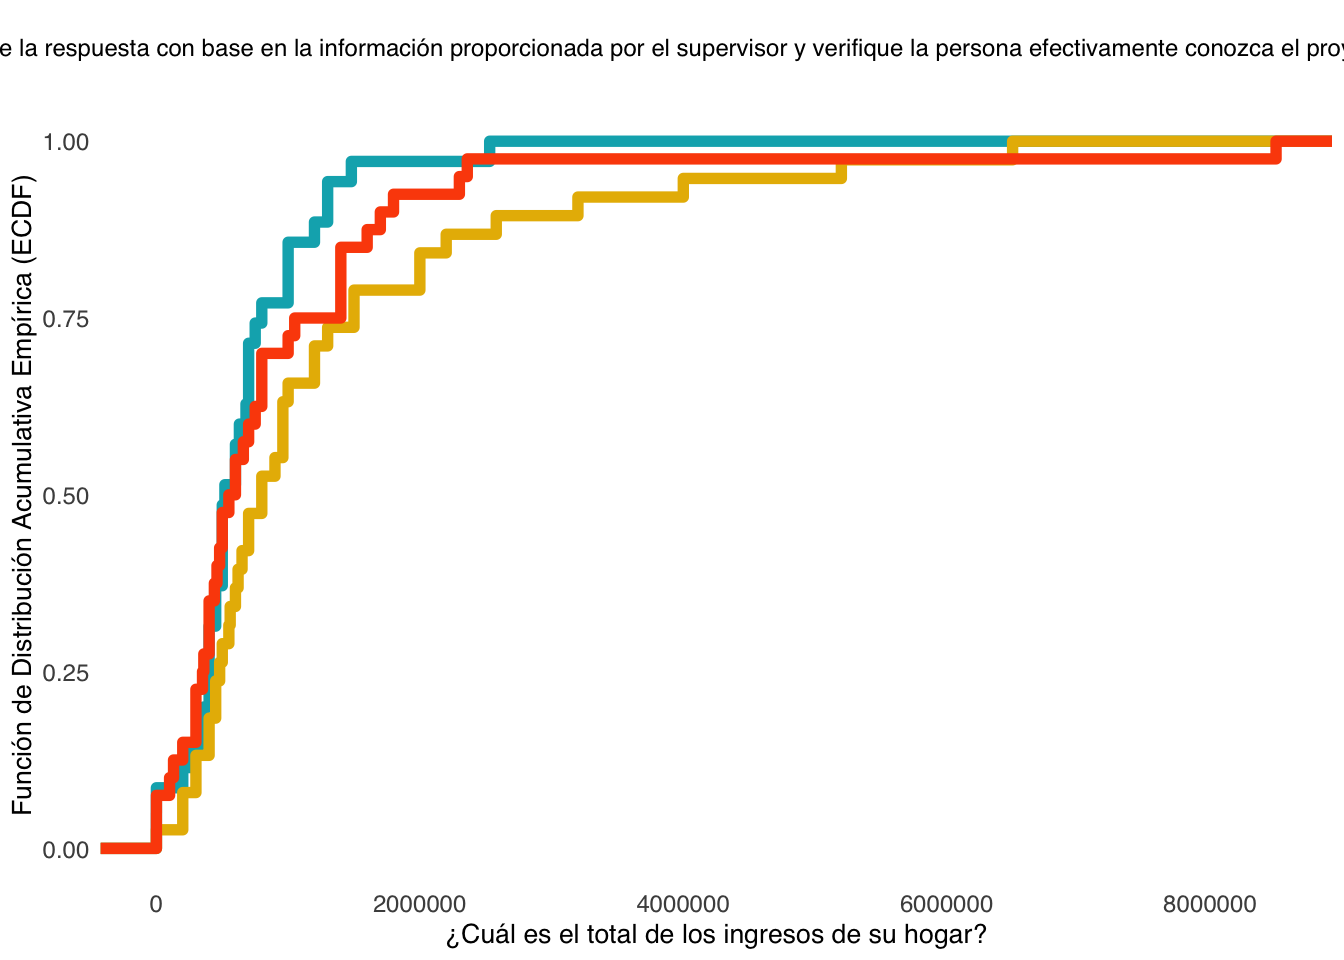 e la respuesta con base en la información proporcionada por el supervisor y verifique la persona efectivamente conozca el proy
1.00
0.75
0.50
0.25
0.00
Función de Distribución Acumulativa Empírica (ECDF)
0 2000000 4000000 6000000 8000000
¿Cuál es el total de los ingresos de su hogar?